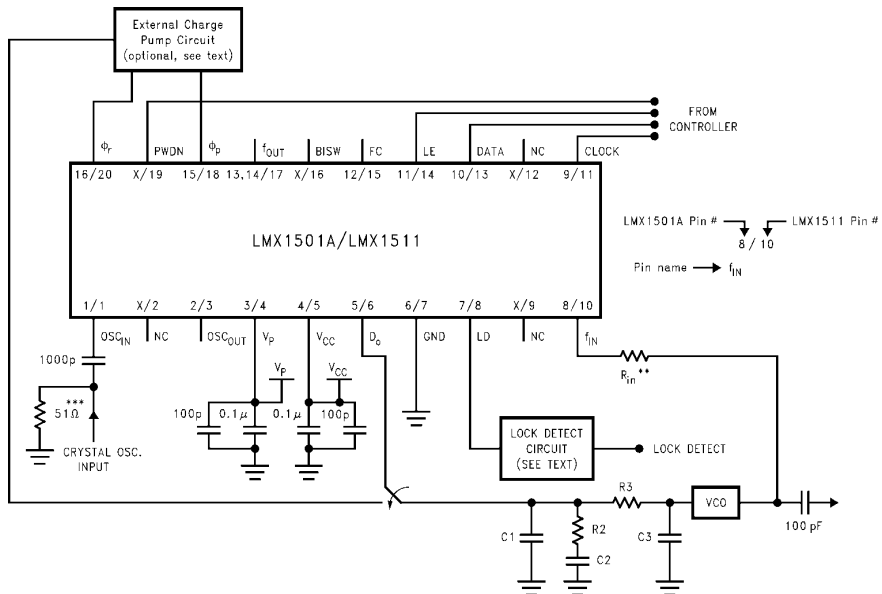 External Charge
Pump Circuit
(optional, see text)
FROM
CONTROLLER
ϕr PWDN ϕp fOUT BISW FC LE DATA NC CLOCK
16/20 X/19 15/18 13,14/17 X/16 12/15 11/14 10/13 X/12 9/11
LMX1501A/LMX1511
LMX1501A Pin # LMX1511 Pin #
8 / 10
Pin name fIN
1/1 X/2 2/3 3/4 4/5 5/6 6/7 7/8 X/9 8/10
OSCIN NC OSCOUT VP VCC Do GND LD NC fIN
1000p
Rin **
VP VCC
***
51Ω
100p 0.1μ 0.1μ 100p
CRYSTAL OSC.
INPUT
LOCK DETECT
CIRCUIT
(SEE TEXT)
LOCK DETECT
R3
VCO
100 pF
C1 R2 C3
C2